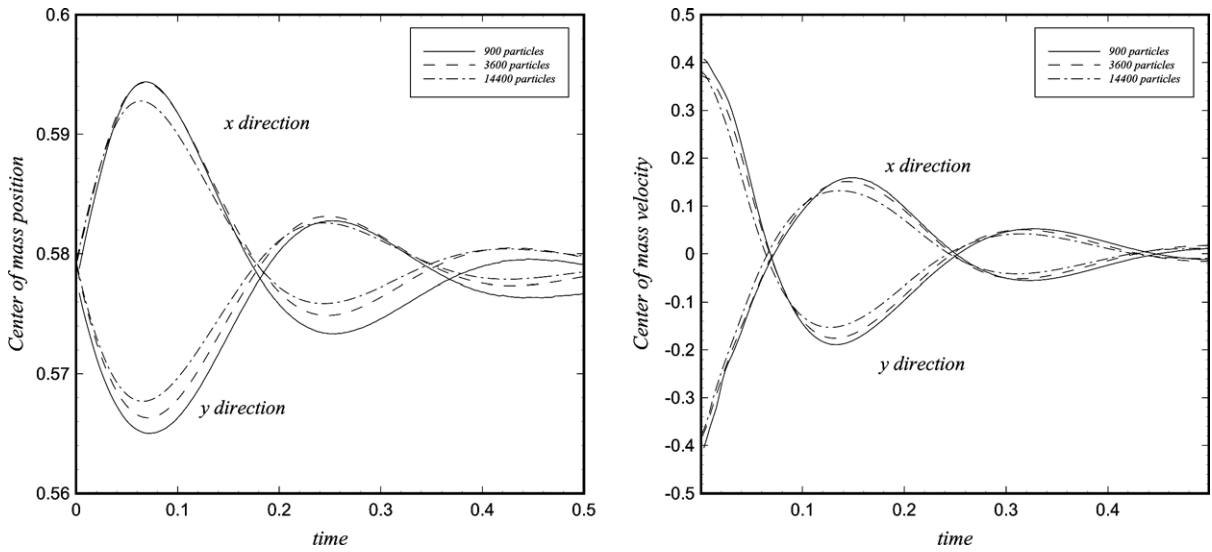 0.6
0.59
0.58
0.57
0.56
Center of mass position
900 particles
3600 particles
14400 particles
x direction
y direction
0
0.1
0.2
0.3
0.4
0.5
time
0.5
0.4
0.3
0.2
0.1
0
-0.1
-0.2
-0.3
-0.4
-0.5
Center of mass velocity
900 particles
3600 particles
14400 particles
x direction
y direction
0.1
0.2
0.3
0.4
time